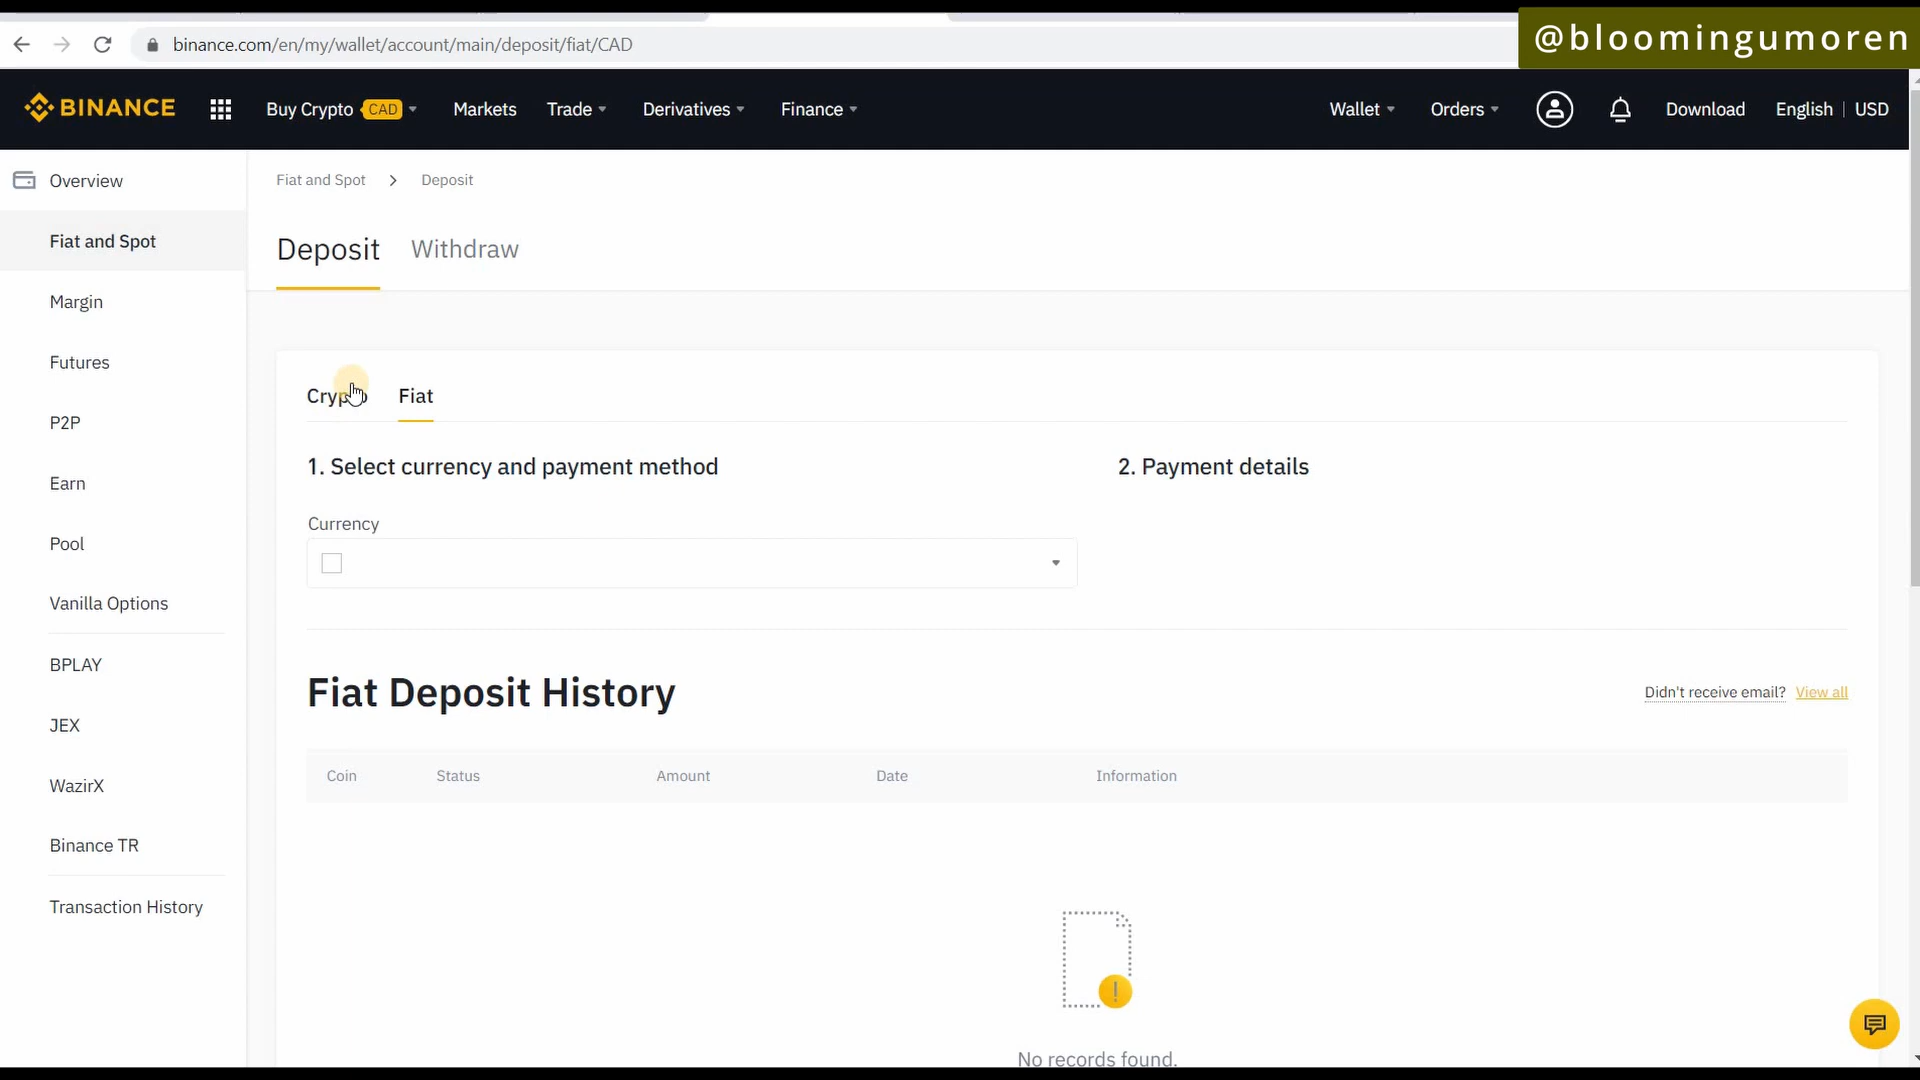 binance.com/en/my/wallet/account/main/deposit/fiat/CAD
@bloomingumoren
BINANCE
Buy Crypto CAD
Markets
Trade
Derivatives
Finance
Wallet
Orders
Download
English | USD
Overview
Fiat and Spot
Margin
Futures
P2P
Earn
Pool
Vanilla Options
BPLAY
JEX
WazirX
Binance TR
Transaction History
Fiat and Spot > Deposit
Deposit Withdraw
Crypto Fiat
1. Select currency and payment method
Currency
2. Payment details
Fiat Deposit History
Didn't receive email? View all
Coin Status Amount Date Information
No records found.